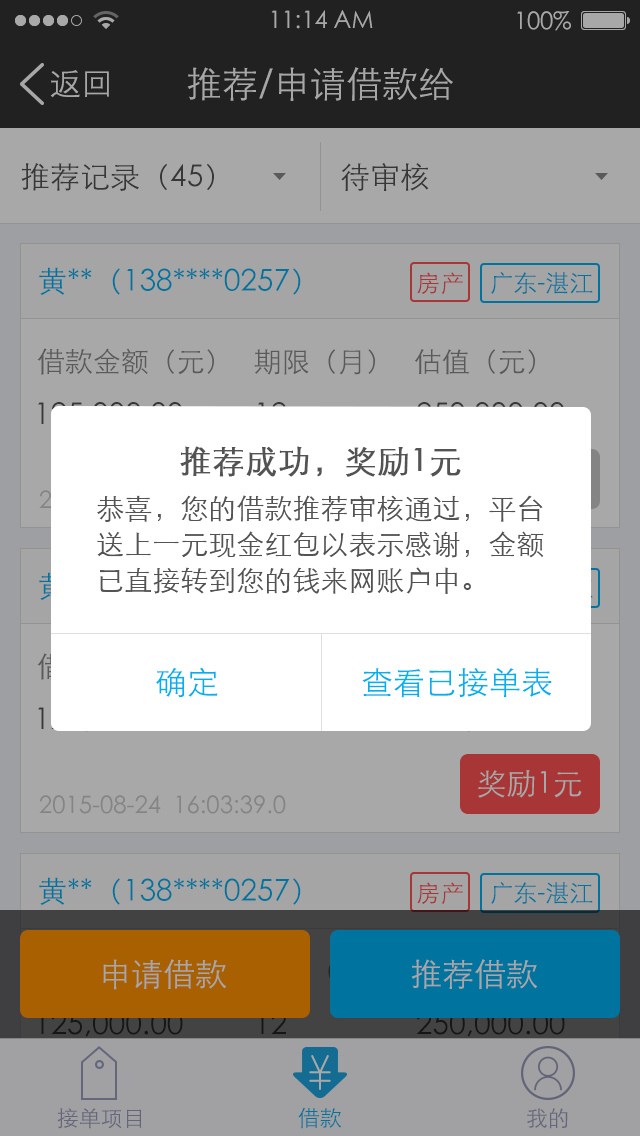 11:14 AM 100%
返回 推荐/申请借款给
推荐记录（45） 待审核
黄**（138****0257） 房产 广东-湛江
借款金额（元） 期限（月） 估值（元）
推荐成功，奖励1元
恭喜，您的借款推荐审核通过，平台
送上一元现金红包以表示感谢，金额
已直接转到您的钱来网账户中。
确定 查看已接单表
奖励1元
2015-08-24 16:03:39.0
黄**（138****0257） 房产 广东-湛江
申请借款 推荐借款
125,000.00 12 250,000.00
接单项目 借款 我的